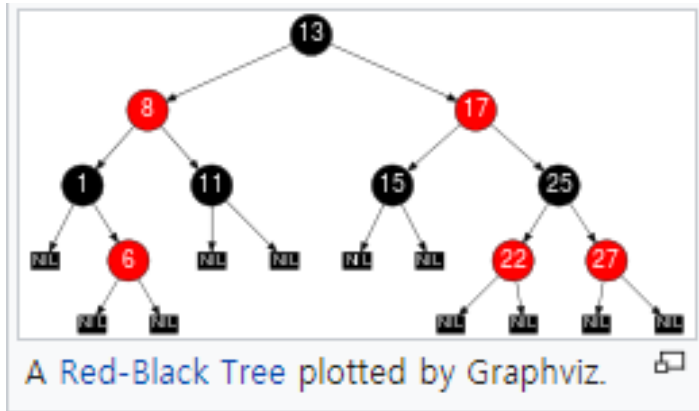 13
8 17
1 11 15 25
NIL 6 NIL NIL NIL NIL 22 27
NIL NIL NIL NIL NIL NIL
A Red-Black Tree plotted by Graphviz.